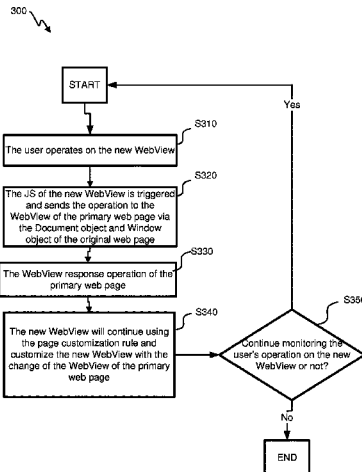 300
START
Yes
S310
The user operates on the new WebView
S320
The JS of the new WebView is triggered
and sends the operation to the
WebView of the primary web page via
the Document object and Window
object of the original web page
S330
The WebView response operation of the
primary web page
S340
The new WebView will continue using
the page customization rule and
customize the new WebView with the
change of the WebView of the primary
web page
S350
Continue monitoring the
user's operation on the new
WebView or not?
No
END